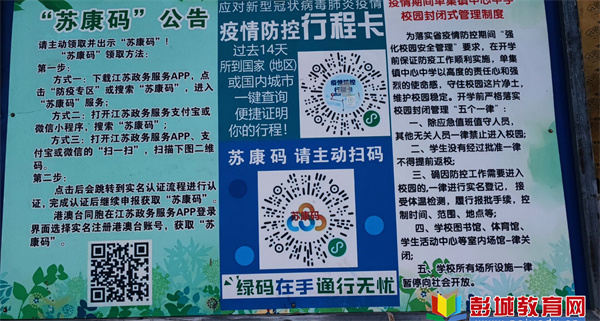 “苏康码”公告
请主动领取并出示“苏康码”！
“苏康码”领取方法：
第一步：
方式一：下载江苏政务服务APP，点
击“防疫专区”或搜索“苏康码”，进入
“苏康码”服务；
方式二：打开江苏政务服务支付宝或
微信小程序，搜索“苏康码”；
方式三：打开江苏政务服务APP、支
付宝或微信的“扫一扫”，扫描下图二维
码。
第二步：
点击后会跳转到实名认证流程进行认
证，完成认证后继续申报获取“苏康码”。
港澳台同胞在江苏政务服务APP登录
界面选择实名注册港澳台账号，获取“苏
康码”。
应对新型冠状病毒肺炎疫情
疫情防控行程卡
过去14天
所到国家(地区)
或国内城市
一键查询
便捷证明
你的行程！
疫情防控
行程卡
苏康码 请主动扫码
苏康码
绿码在手通行无忧
疫情防控期间单集镇中心中学
校园封闭式管理制度
为落实省疫情防控期间“强
化校园安全管理”要求，在开学
前保证防疫工作顺利实施，单集
镇中心中学以高度的责任心和强
烈的使命感，守住校园这片净土，
维护校园稳定。开学前严格落实
校园封闭管理“五个一律”：
一、除应急值班值守人员，
其他无关人员一律禁止进入校园；
二、学生没有经过批准一律
不得提前返校；
三、确因防控工作需要进入
校园的,一律进行实名登记，接
受体温检测，履行报批手续，控
制时间、范围、地点等；
四、学校图书馆、体育馆、
学生活动中心等室内场馆一律关
闭；
五、学校所有场所设施一律
暂停向社会开放。
彭城教育网